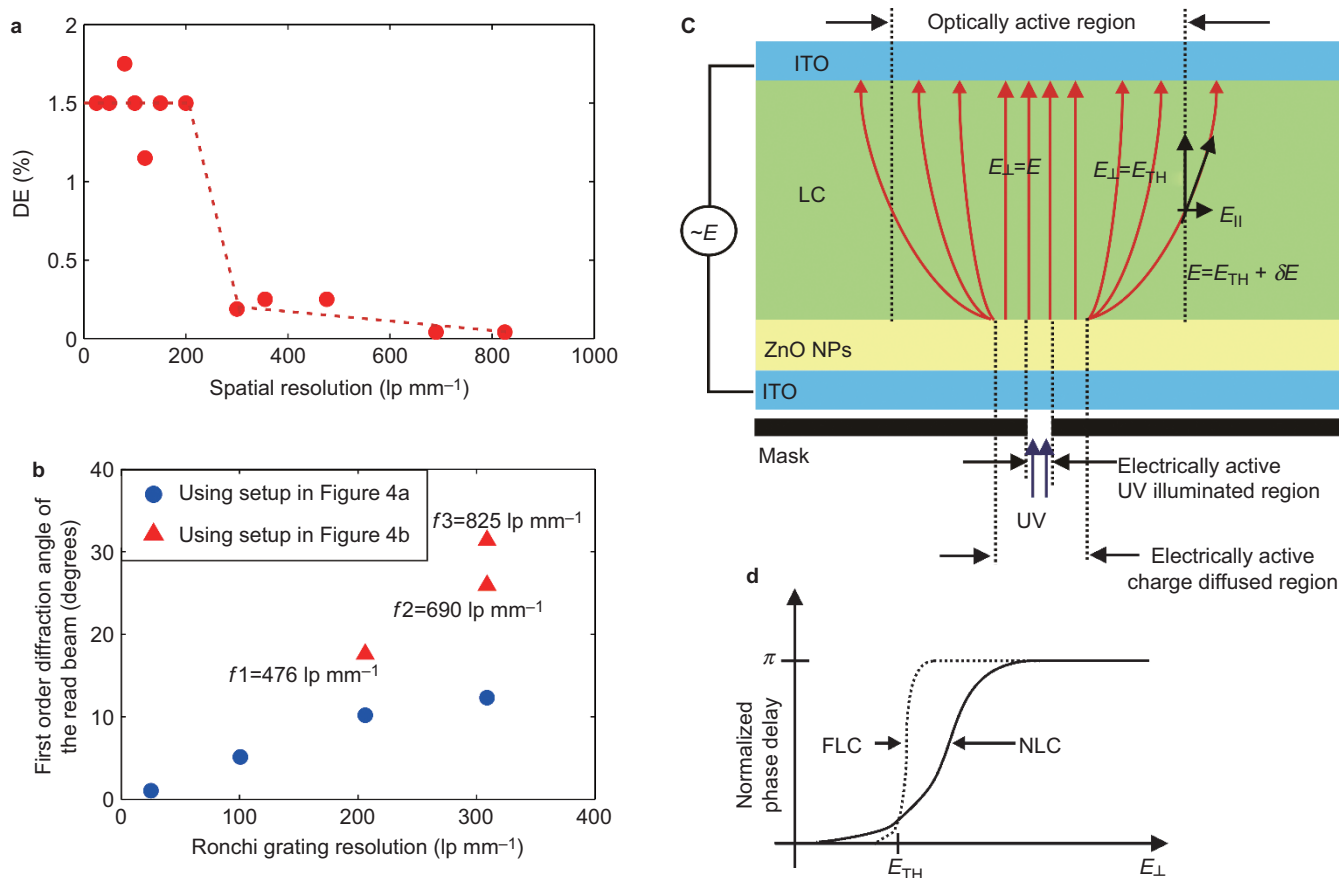 a
2
1.5
1
0.5
0
DE (%)
0 200 400 600 800 1000
Spatial resolution (lp mm⁻¹)
b
40
30
20
10
0
First order diffraction angle of
the read beam (degrees)
Using setup in Figure 4a
Using setup in Figure 4b
f3=825 lp mm⁻¹
f2=690 lp mm⁻¹
f1=476 lp mm⁻¹
0 100 200 300 400
Ronchi grating resolution (lp mm⁻¹)
c
Optically active region
ITO
LC
E⊥=E
E⊥=E_TH
E_II
E=E_TH + δE
~E
ZnO NPs
ITO
Mask
UV
Electrically active
UV illuminated region
Electrically active
charge diffused region
d
π
Normalized
phase delay
FLC
NLC
E_TH
E⊥